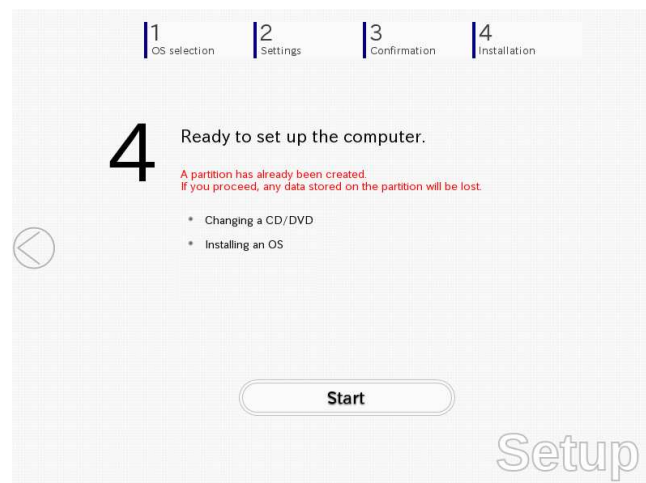 1
OS selection
2
Settings
3
Confirmation
4
Installation
4
Ready to set up the computer.
A partition has already been created.
If you proceed, any data stored on the partition will be lost.
• Changing a CD/DVD
• Installing an OS
Start
Setup